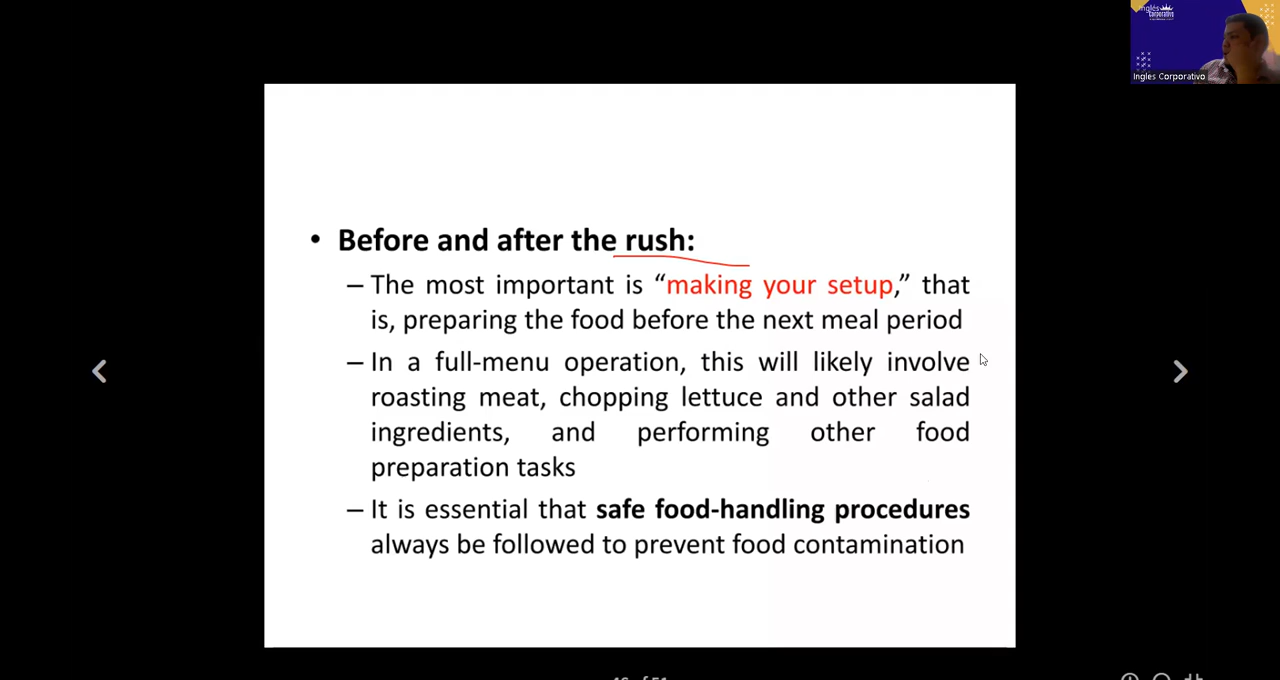 Inglés
Corporativo
Ingles Corporativo
• Before and after the rush:
– The most important is “making your setup,” that
is, preparing the food before the next meal period
– In a full-menu operation, this will likely involve
roasting meat, chopping lettuce and other salad
ingredients, and performing other food
preparation tasks
– It is essential that safe food-handling procedures
always be followed to prevent food contamination